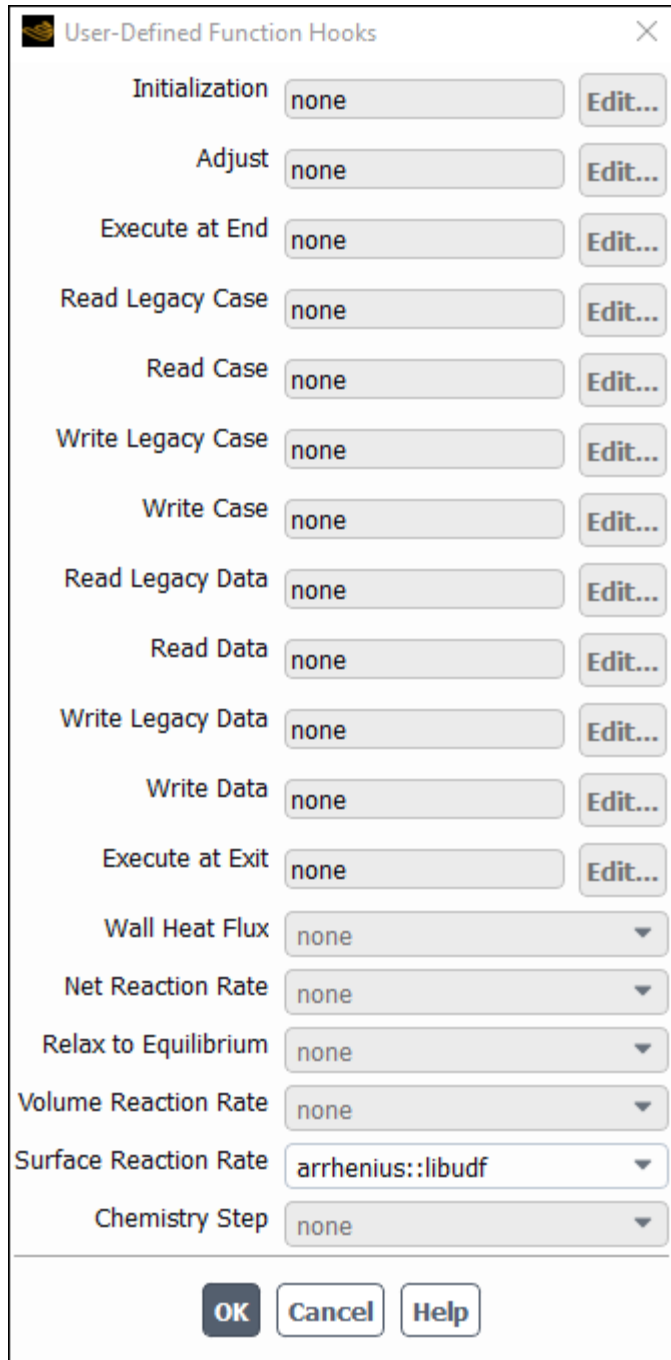 User-Defined Function Hooks
Initialization none Edit...
Adjust none Edit...
Execute at End none Edit...
Read Legacy Case none Edit...
Read Case none Edit...
Write Legacy Case none Edit...
Write Case none Edit...
Read Legacy Data none Edit...
Read Data none Edit...
Write Legacy Data none Edit...
Write Data none Edit...
Execute at Exit none Edit...
Wall Heat Flux none
Net Reaction Rate none
Relax to Equilibrium none
Volume Reaction Rate none
Surface Reaction Rate arrhenius::libudf
Chemistry Step none
OK Cancel Help